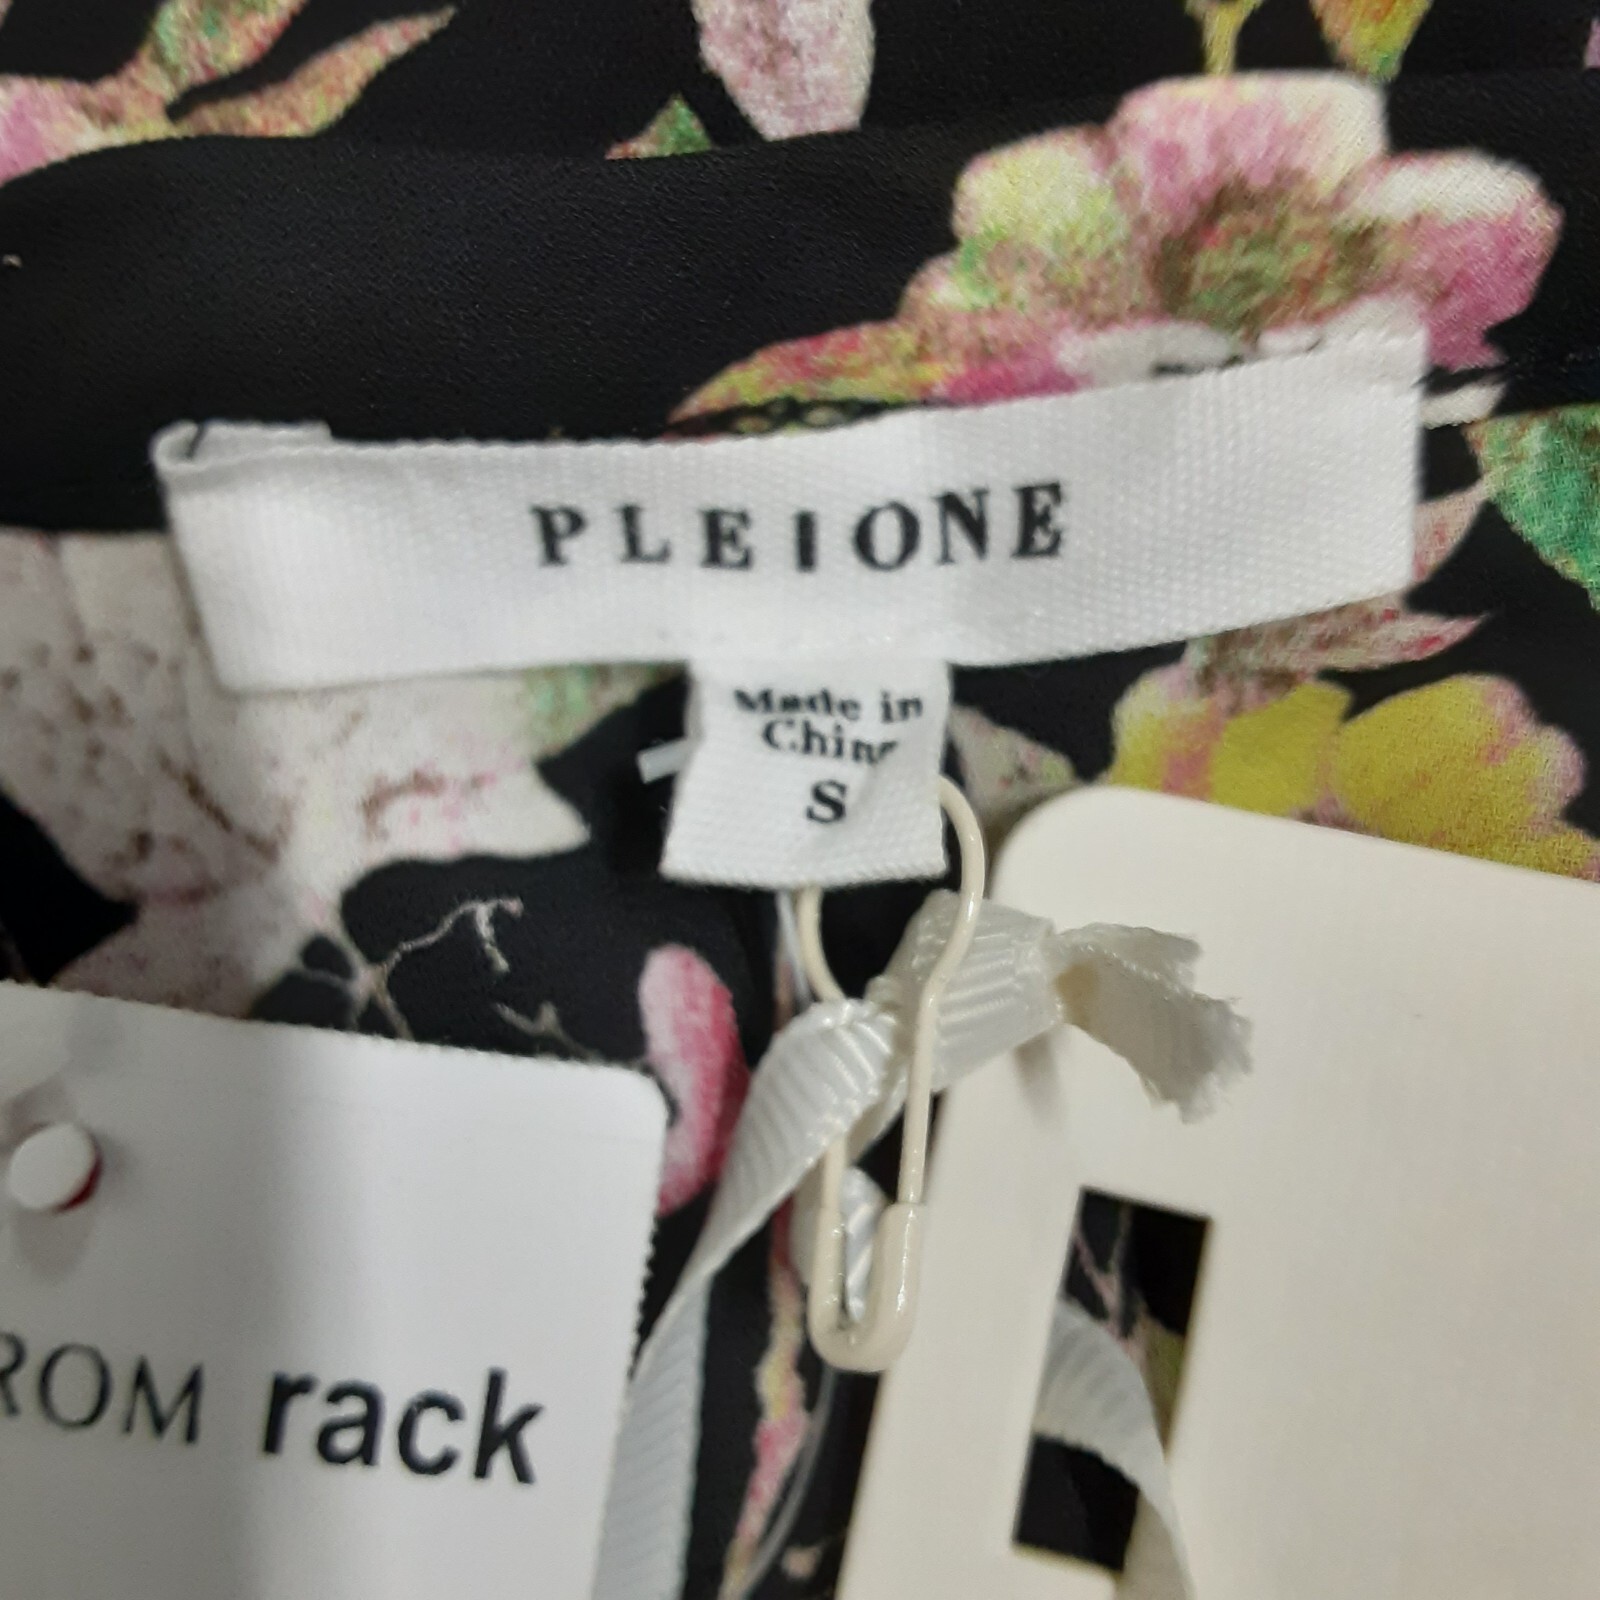 PLEIONE
Made in
China
S
ROM rack